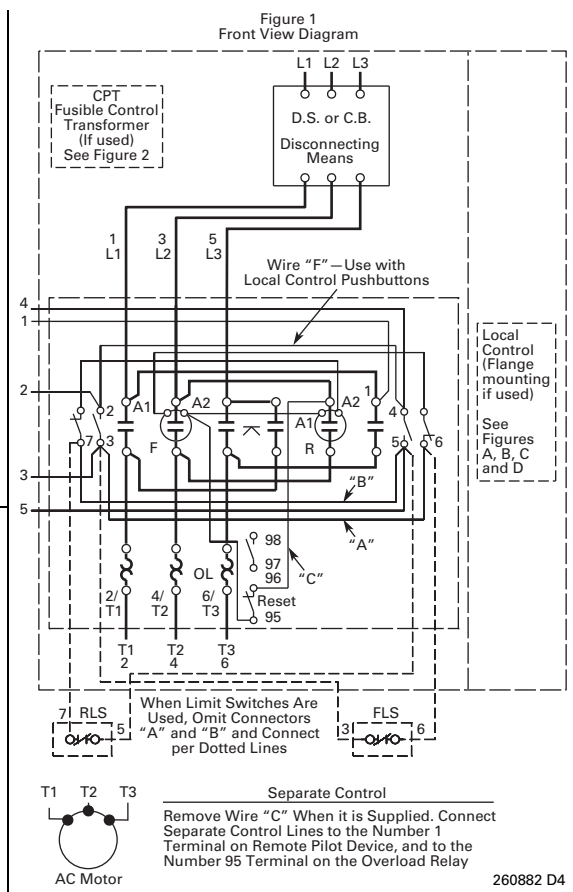 Figure 1
Front View Diagram
L1 L2 L3
CPT
Fusible Control
Transformer
(If used)
See Figure 2
D.S. or C.B.
Disconnecting
Means
1 3 5
L1 L2 L3
Wire “F”—Use with
Local Control Pushbuttons
4
1
Local
Control
(Flange
mounting
if used)
See
Figures
A, B, C
and D
2
2 A1 A2 1 A2 4
A1
7 3 F R 5 6
3
“B”
5
“A”
98
97
96
“C”
OL
Reset
95
2/ 4/ 6/
T1 T2 T3
T1 T2 T3
2 4 6
7 RLS 5
When Limit Switches Are
Used, Omit Connectors
“A” and “B” and Connect
per Dotted Lines
3 FLS 6
T1 T2 T3
AC Motor
Separate Control
Remove Wire “C” When it is Supplied. Connect
Separate Control Lines to the Number 1
Terminal on Remote Pilot Device, and to the
Number 95 Terminal on the Overload Relay
260882 D4